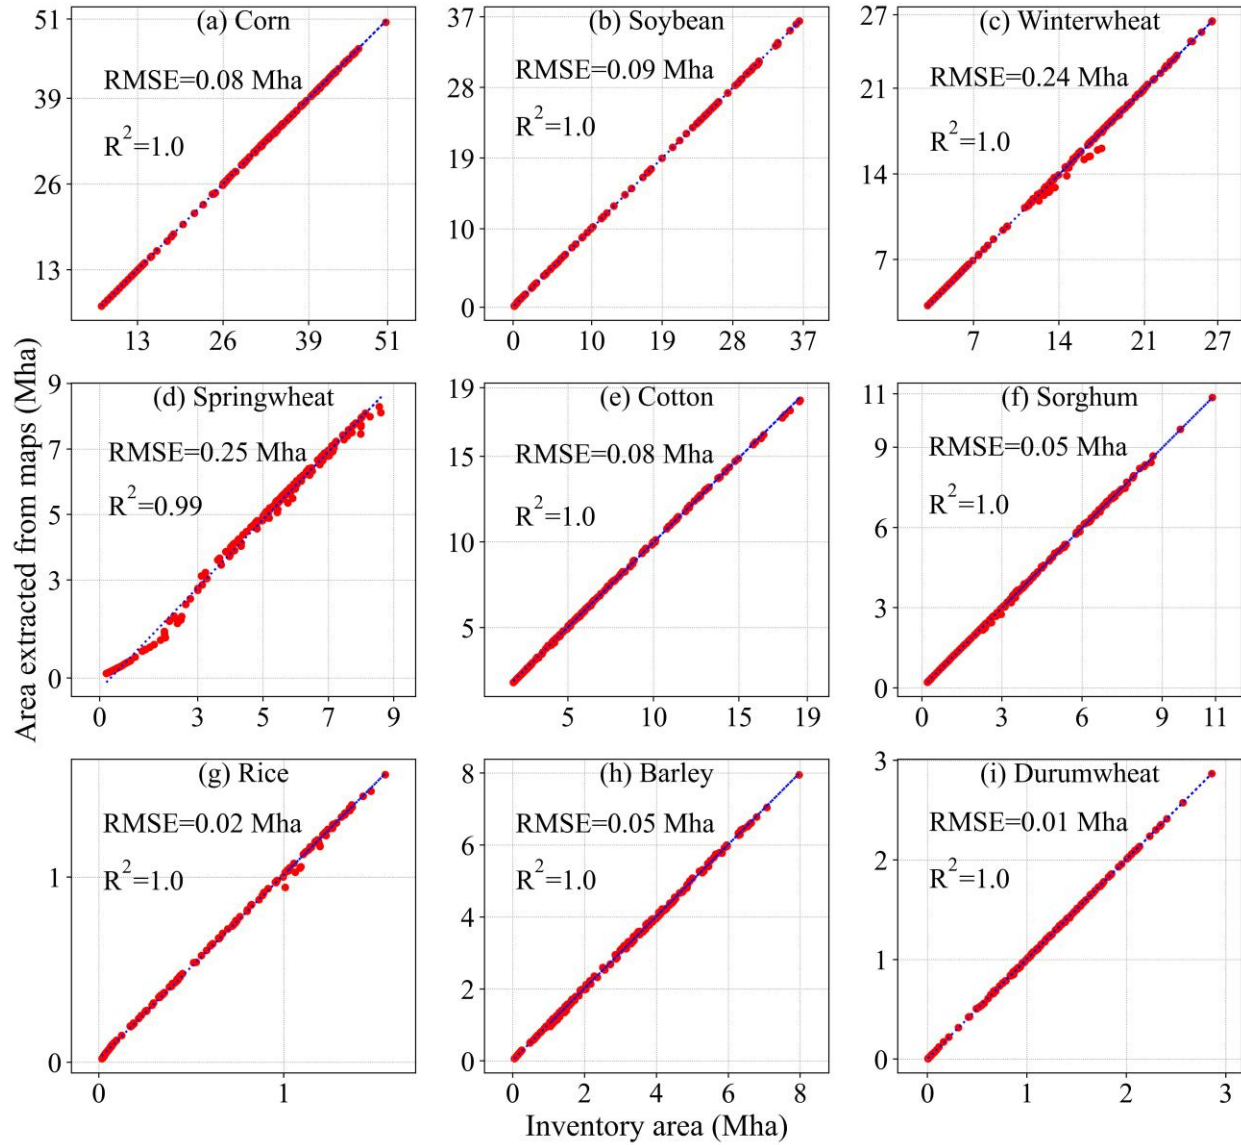 (a) Corn
RMSE=0.08 Mha
R²=1.0
51
39
26
13
13 26 39 51
(b) Soybean
RMSE=0.09 Mha
R²=1.0
37
28
19
10
0
0 10 19 28 37
(c) Winterwheat
RMSE=0.24 Mha
R²=1.0
27
21
14
7
7 14 21 27
Area extracted from maps (Mha)
(d) Springwheat
RMSE=0.25 Mha
R²=0.99
9
7
5
3
0
0 3 5 7 9
(e) Cotton
RMSE=0.08 Mha
R²=1.0
19
15
10
5
5 10 15 19
(f) Sorghum
RMSE=0.05 Mha
R²=1.0
11
9
6
3
0
0 3 6 9 11
(g) Rice
RMSE=0.02 Mha
R²=1.0
1
0
0 1
(h) Barley
RMSE=0.05 Mha
R²=1.0
8
6
4
2
0
0 2 4 6 8
(i) Durumwheat
RMSE=0.01 Mha
R²=1.0
3
2
1
0
0 1 2 3
Inventory area (Mha)